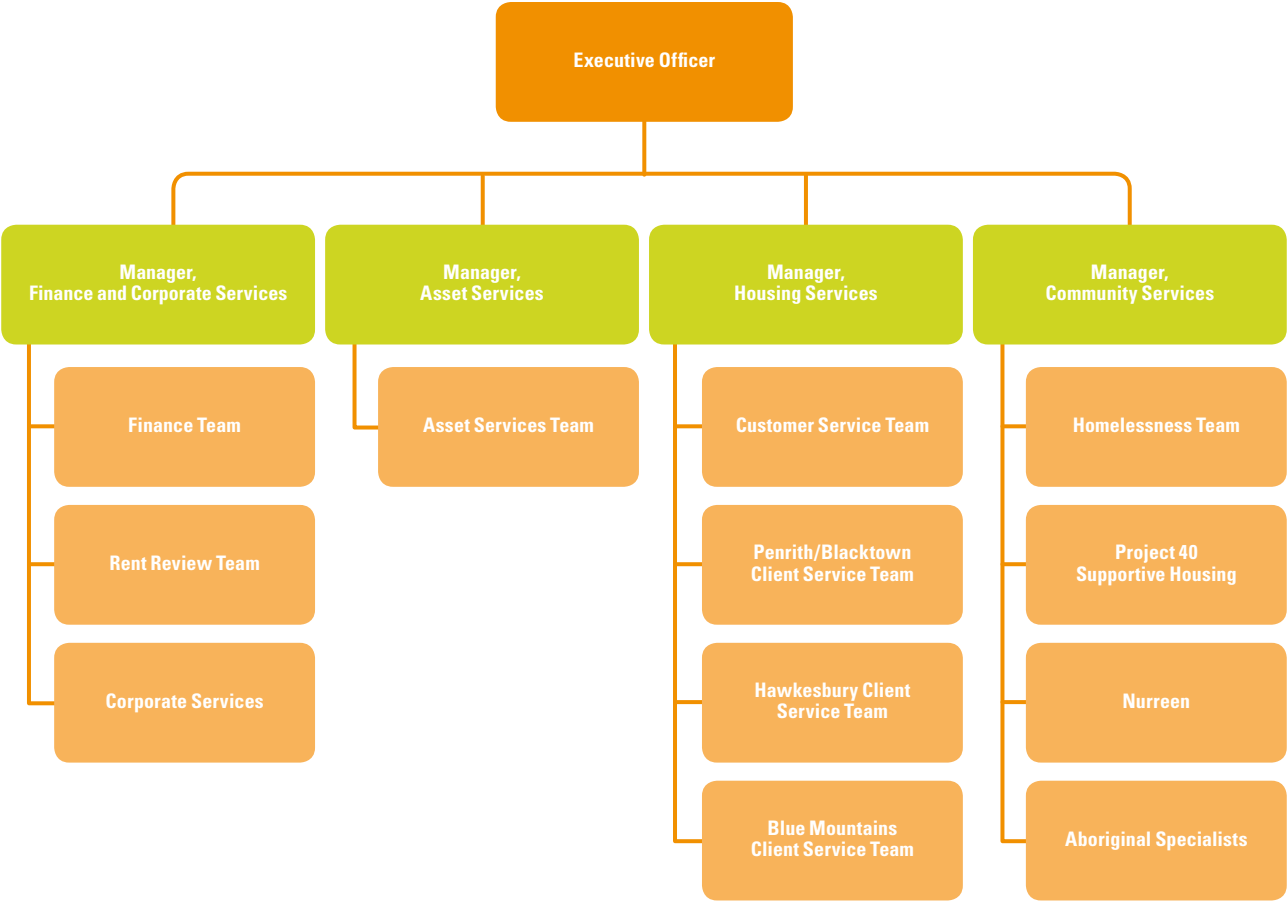 Executive Officer
Manager,
Finance and Corporate Services
Manager,
Asset Services
Manager,
Housing Services
Manager,
Community Services
Finance Team
Asset Services Team
Customer Service Team
Homelessness Team
Rent Review Team
Penrith/Blacktown
Client Service Team
Project 40
Supportive Housing
Corporate Services
Hawkesbury Client
Service Team
Nurreen
Blue Mountains
Client Service Team
Aboriginal Specialists